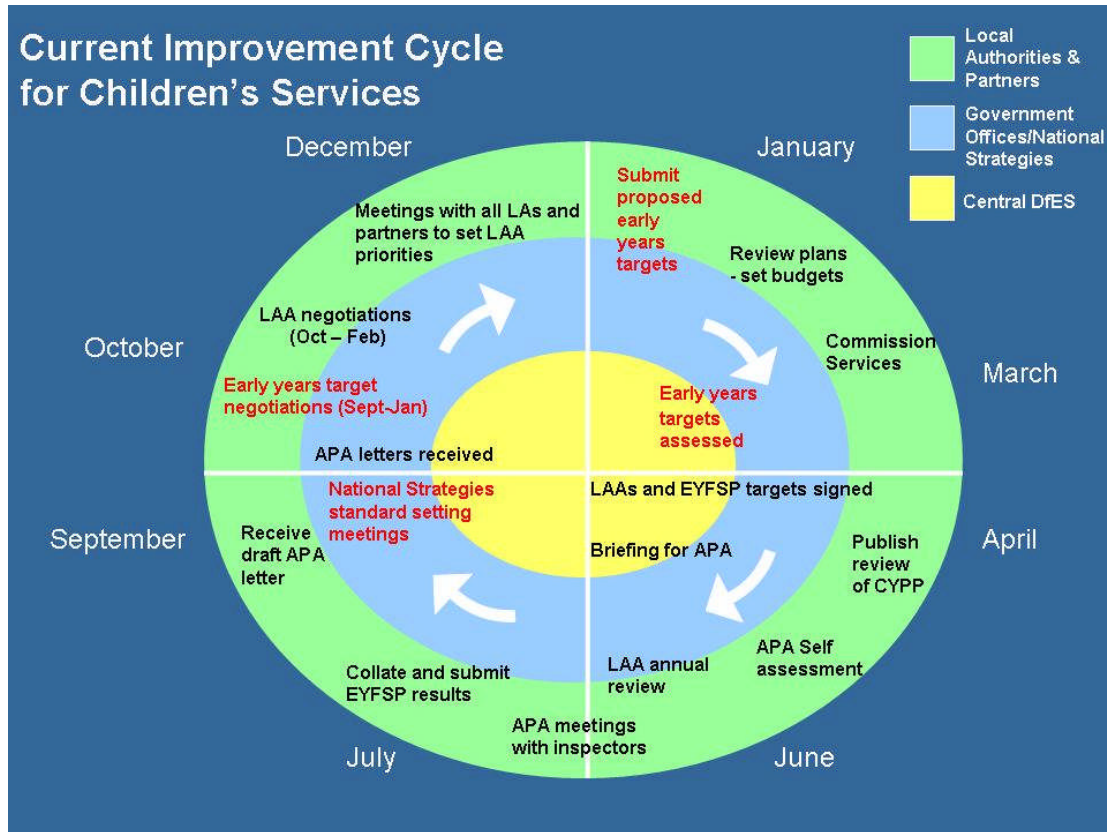 Current Improvement Cycle
for Children's Services
Local
Authorities &
Partners
Government
Offices/National
Strategies
Central DfES
December
January
Meetings with all LAs and
partners to set LAA
priorities
Submit
proposed
early
years
targets
Review plans
- set budgets
LAA negotiations
(Oct – Feb)
October
Commission
Services
March
Early years target
negotiations (Sept-Jan)
Early years
targets
assessed
APA letters received
National Strategies
standard setting
meetings
LAAs and EYFSP targets signed
September
Receive
draft APA
letter
Briefing for APA
Publish
review
of CYPP
April
Collate and submit
EYFSP results
LAA annual
review
APA Self
assessment
APA meetings
with inspectors
July
June